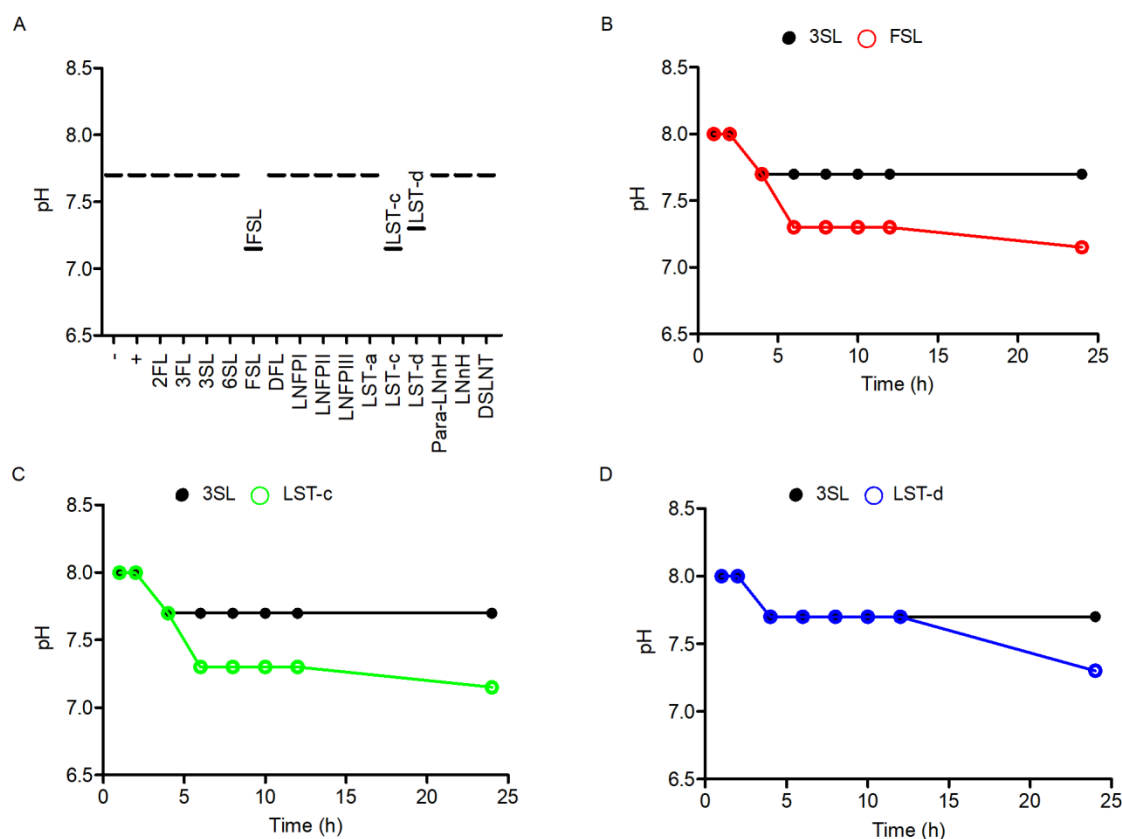 A
8.5
8.0
7.5
7.0
6.5
pH
FSL
LST-c
LST-d
-
+
2FL
3FL
3SL
6SL
FSL
DFL
LNFPI
LNFPII
LNFPIII
LST-a
LST-c
LST-d
Para-LNnH
LNnH
DSLNT
B
3SL FSL
8.5
8.0
7.5
7.0
6.5
pH
0 5 10 15 20 25
Time (h)
C
3SL LST-c
8.5
8.0
7.5
7.0
6.5
pH
0 5 10 15 20 25
Time (h)
D
3SL LST-d
8.5
8.0
7.5
7.0
6.5
pH
0 5 10 15 20 25
Time (h)